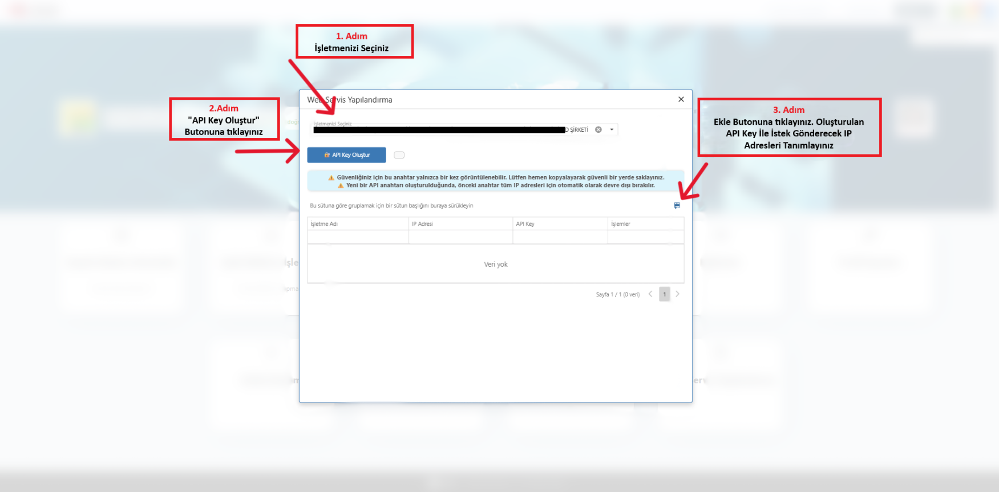 1. Adım
İşletmenizi Seçiniz
2.Adım
"API Key Oluştur"
Butonuna tıklayınız
3. Adım
Ekle Butonuna tıklayınız. Oluşturulan
API Key İle İstek Gönderecek IP
Adresleri Tanımlayınız
Web Servis Yapılandırma
İşletmenizi Seçiniz
D ŞİRKETİ
API Key Oluştur
Güvenliğiniz için bu anahtar yalnızca bir kez görüntülenebilir. Lütfen hemen kopyalayarak güvenli bir yerde saklayınız.
Yeni bir API anahtarı oluşturulduğunda, önceki anahtar tüm IP adresleri için otomatik olarak devre dışı bırakılır.
Bu sütuna göre gruplamak için bir sütun başlığını buraya sürükleyin
İşletme Adı IP Adresi API Key İşlemler
Veri yok
Sayfa 1 / 1 (0 veri) 1